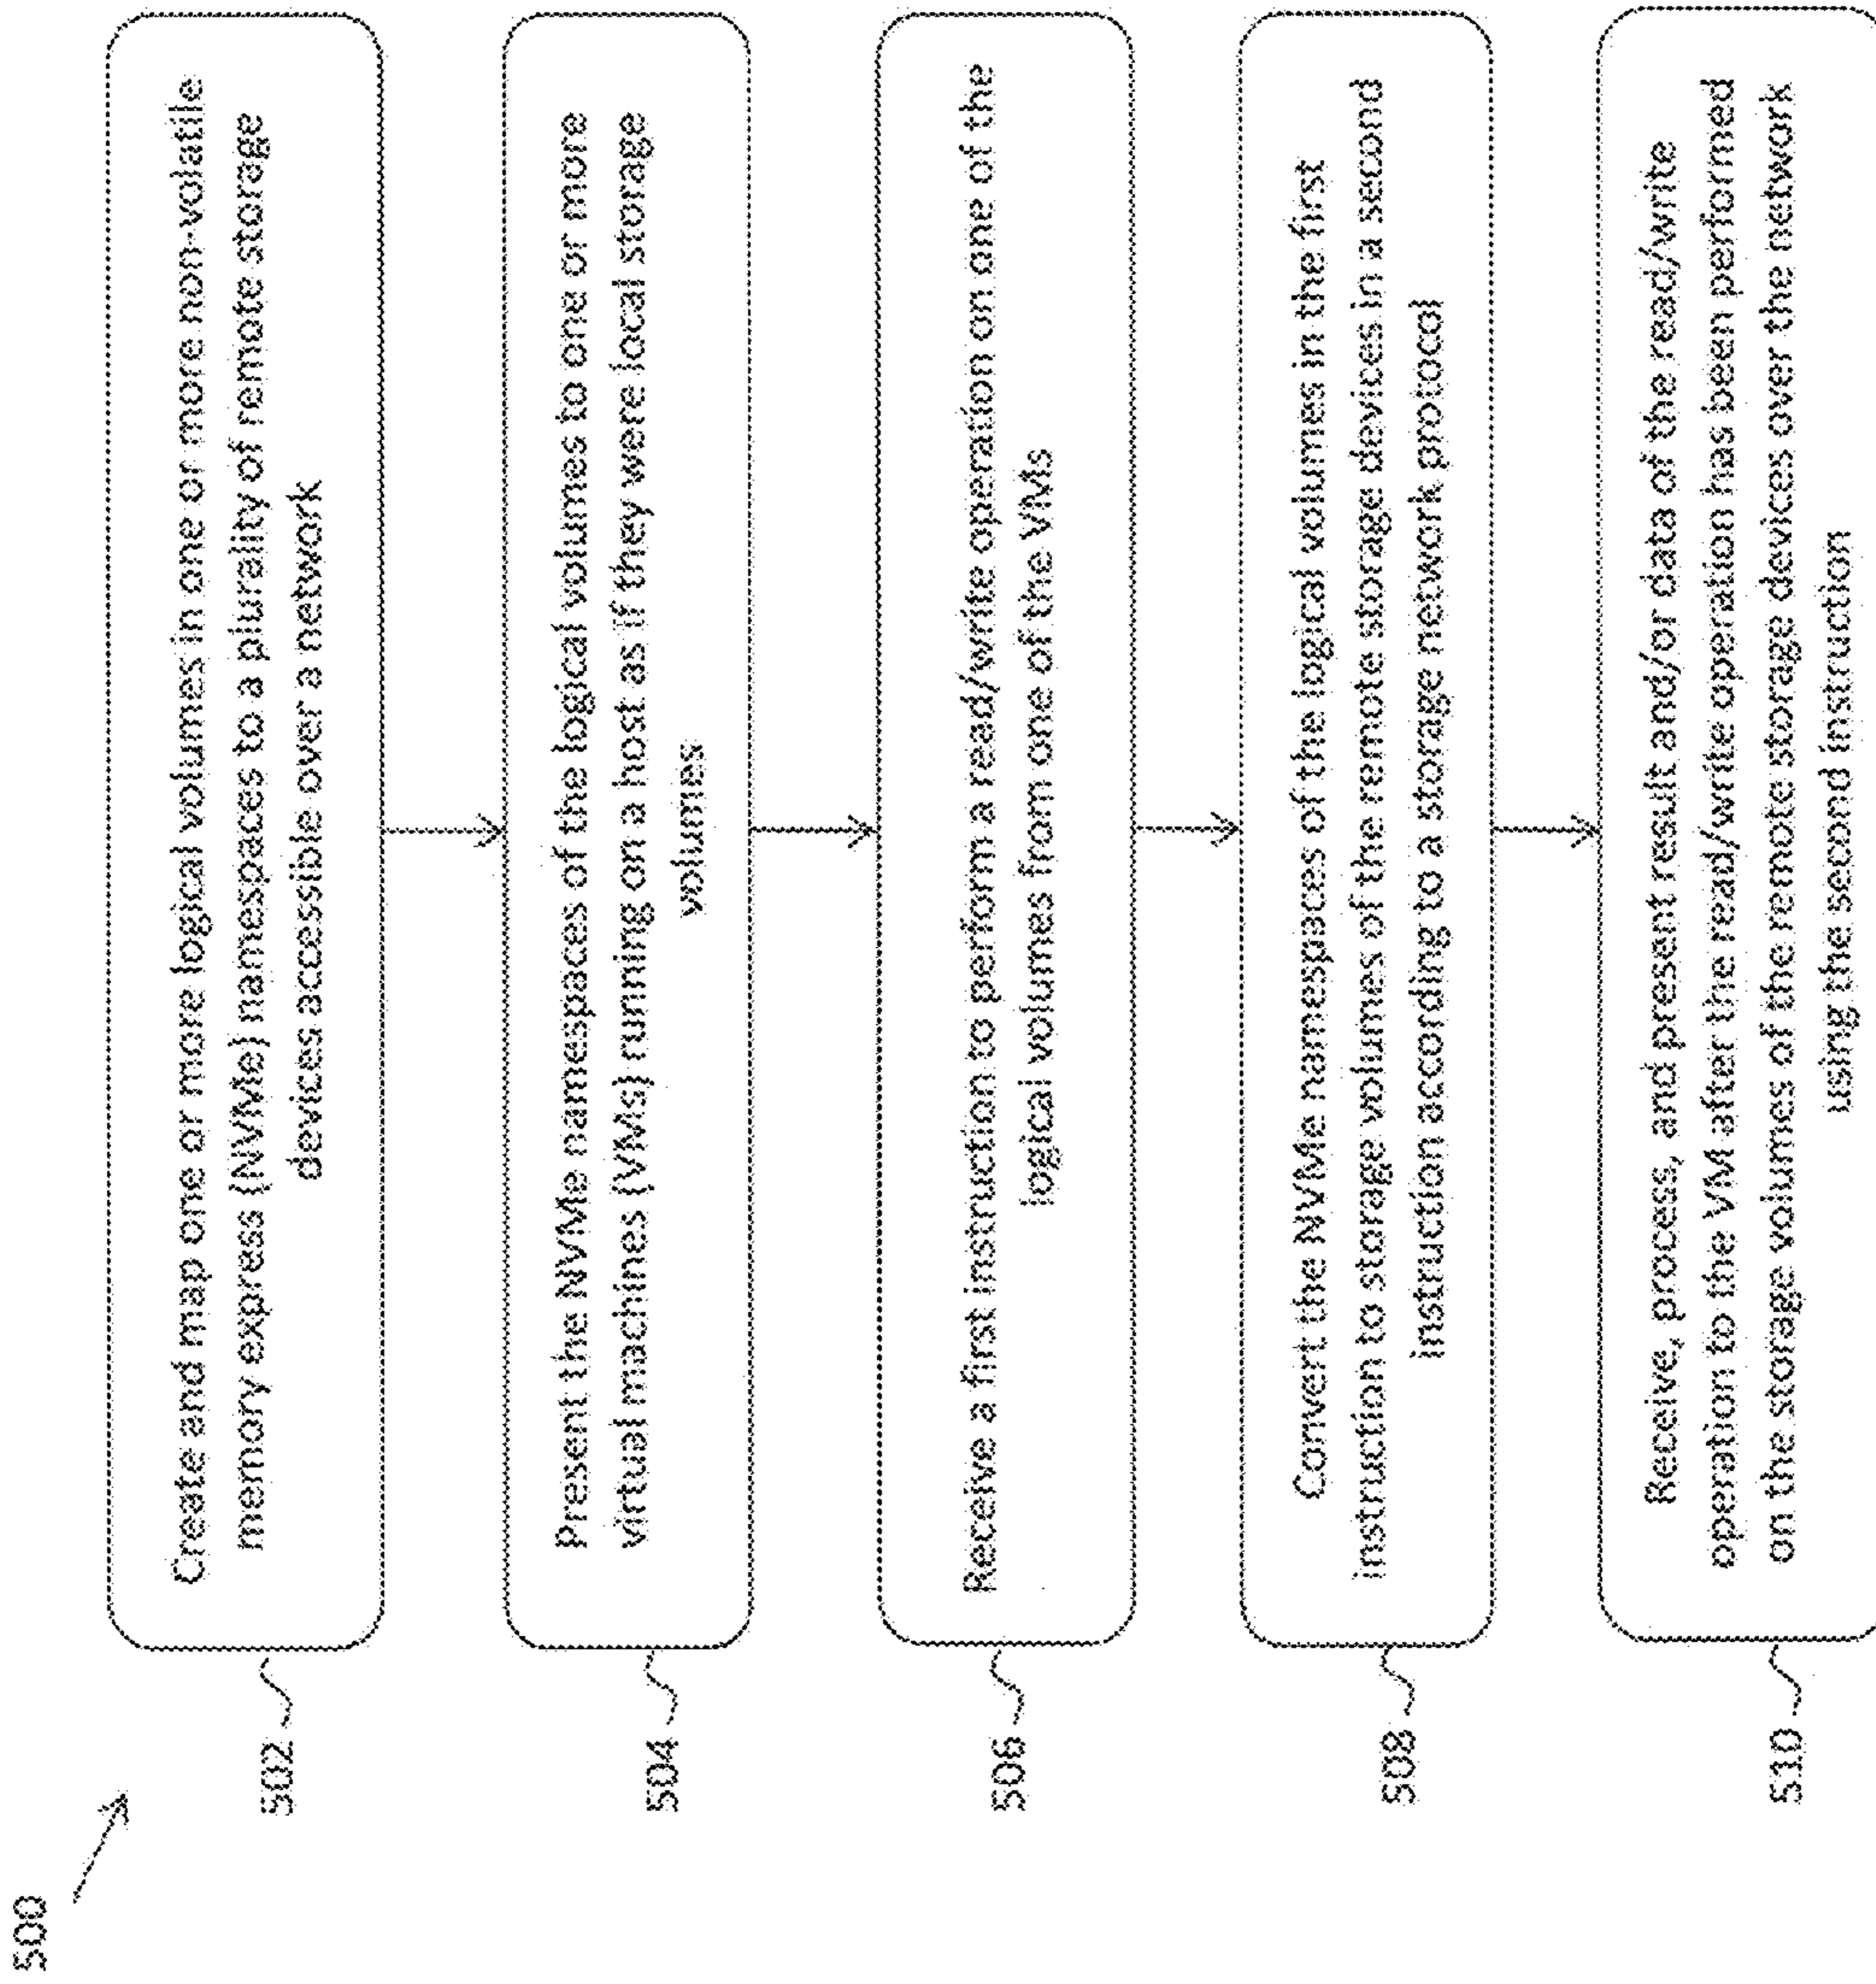 500
502
Create and map one or more logical volumes in one or more non-volatile
memory express (NVMe) namespaces to a plurality of remote storage
devices accessible over a network
504
Present the NVMe namespaces of the logical volumes to one or more
virtual machines (VMs) running on a host as if they were local storage
volumes
506
Receive a first instruction to perform a read/write operation on one of the
logical volumes from one of the VMs
508
Convert the NVMe namespaces of the logical volumes in the first
instruction to storage volumes of the remote storage devices in a second
instruction according to a storage network protocol
510
Receive, process, and present result and/or data of the read/write
operation to the VM after the read/write operation has been performed
on the storage volumes of the remote storage devices over the network
using the second instruction